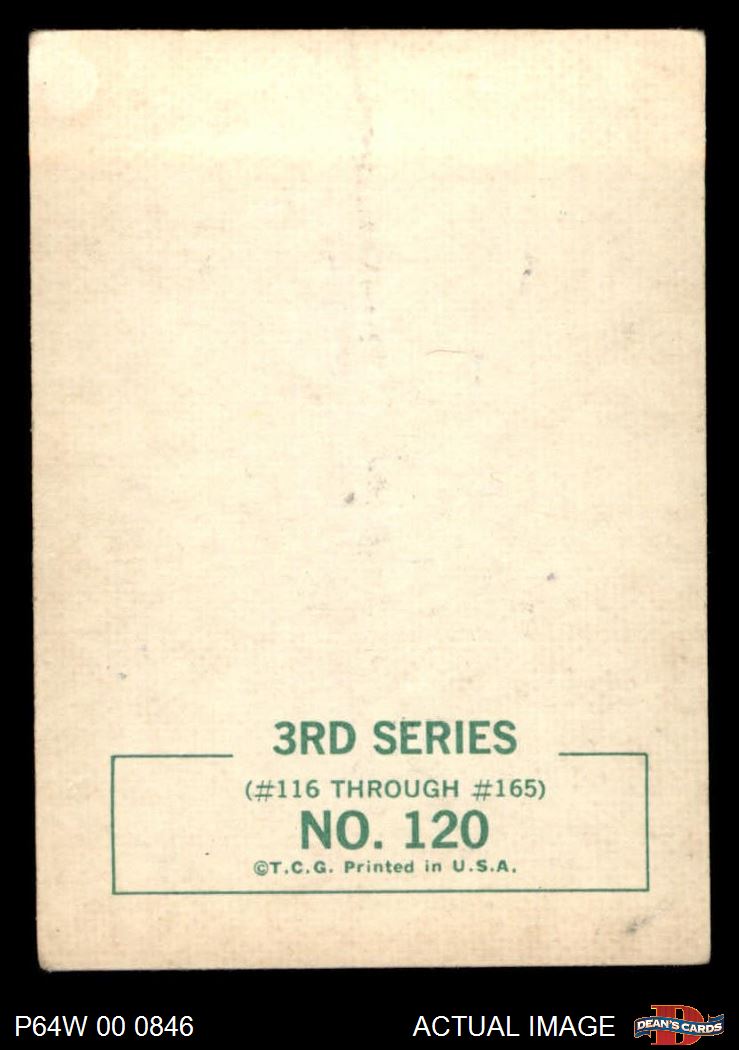 3RD SERIES
(#116 THROUGH #165)
NO. 120
©T.C.G. Printed in U.S.A.
P64W 00 0846
ACTUAL IMAGE
DEAN'S CARDS